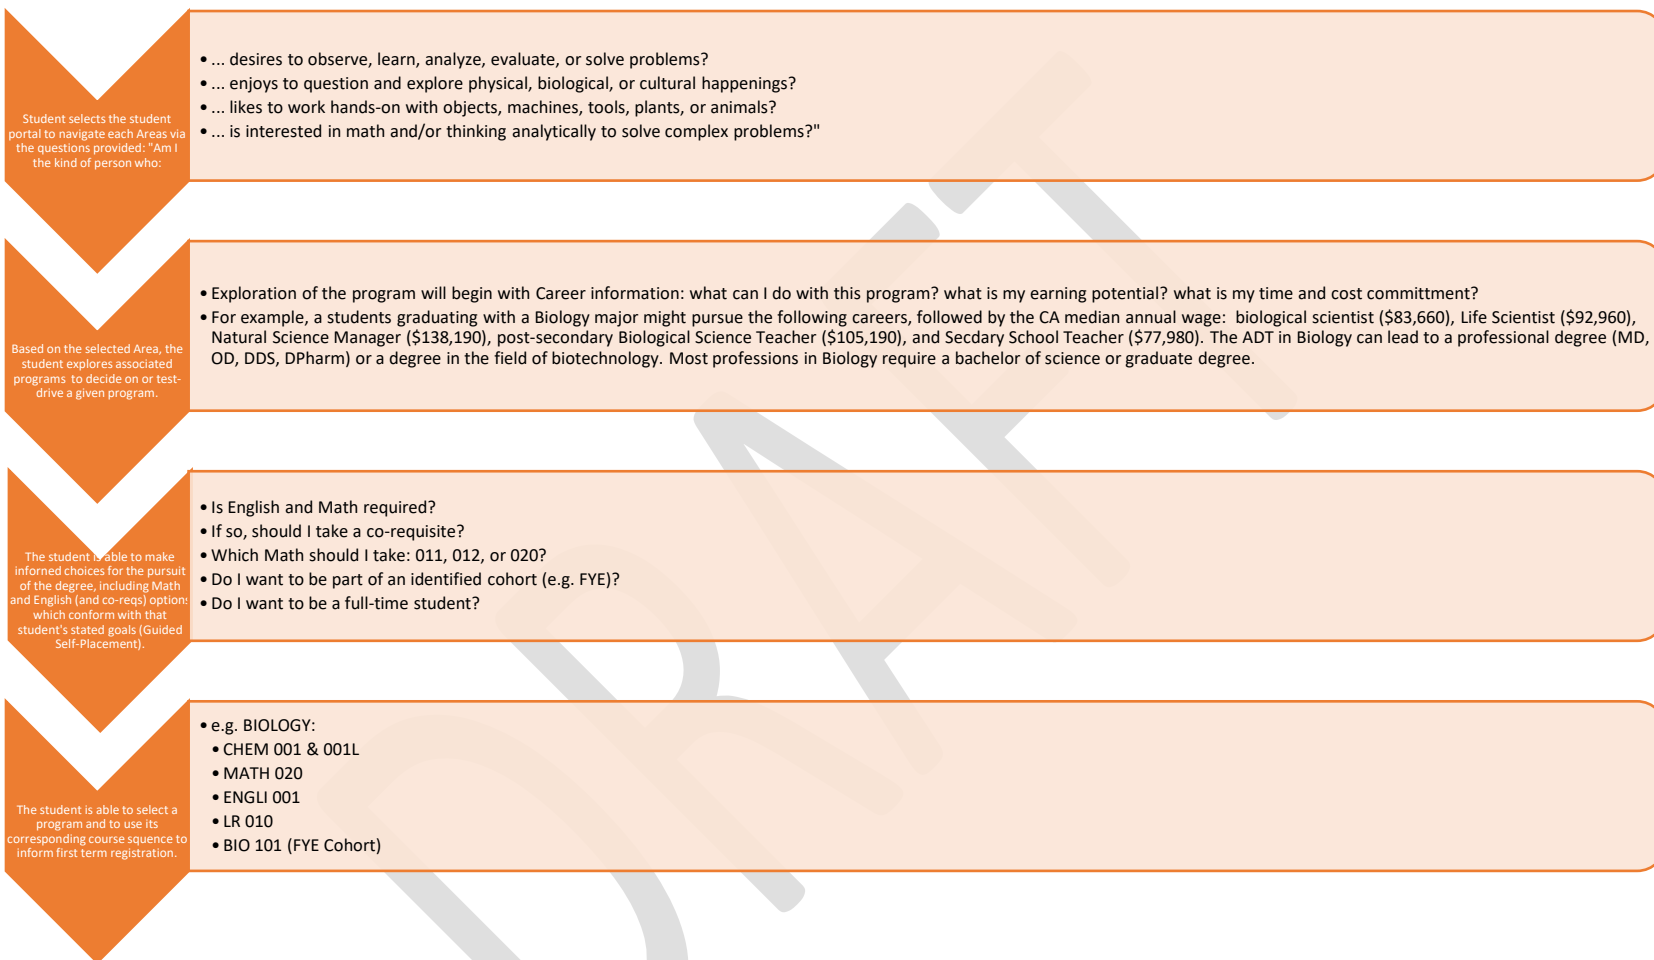 Student selects the student
portal to navigate each Areas via
the questions provided: "Am I
the kind of person who:
• ... desires to observe, learn, analyze, evaluate, or solve problems?
• ... enjoys to question and explore physical, biological, or cultural happenings?
• ... likes to work hands-on with objects, machines, tools, plants, or animals?
• ... is interested in math and/or thinking analytically to solve complex problems?"
Based on the selected Area, the
student explores associated
programs to decide on or test-
drive a given program.
• Exploration of the program will begin with Career information: what can I do with this program? what is my earning potential? what is my time and cost committment?
• For example, a students graduating with a Biology major might pursue the following careers, followed by the CA median annual wage: biological scientist ($83,660), Life Scientist ($92,960),
Natural Science Manager ($138,190), post-secondary Biological Science Teacher ($105,190), and Secdary School Teacher ($77,980). The ADT in Biology can lead to a professional degree (MD,
OD, DDS, DPharm) or a degree in the field of biotechnology. Most professions in Biology require a bachelor of science or graduate degree.
The student is able to make
inforned choices for the pursuit
of the degree, including Math
and English (and co-reqs) options
which conform with that
student's stated goals (Guided
Self-Placement).
• Is English and Math required?
• If so, should I take a co-requisite?
• Which Math should I take: 011, 012, or 020?
• Do I want to be part of an identified cohort (e.g. FYE)?
• Do I want to be a full-time student?
The student is able to select a
program and to use its
corresponding course squence to
inform first term registration.
• e.g. BIOLOGY:
• CHEM 001 & 001L
• MATH 020
• ENGLI 001
• LR 010
• BIO 101 (FYE Cohort)
DRAFT